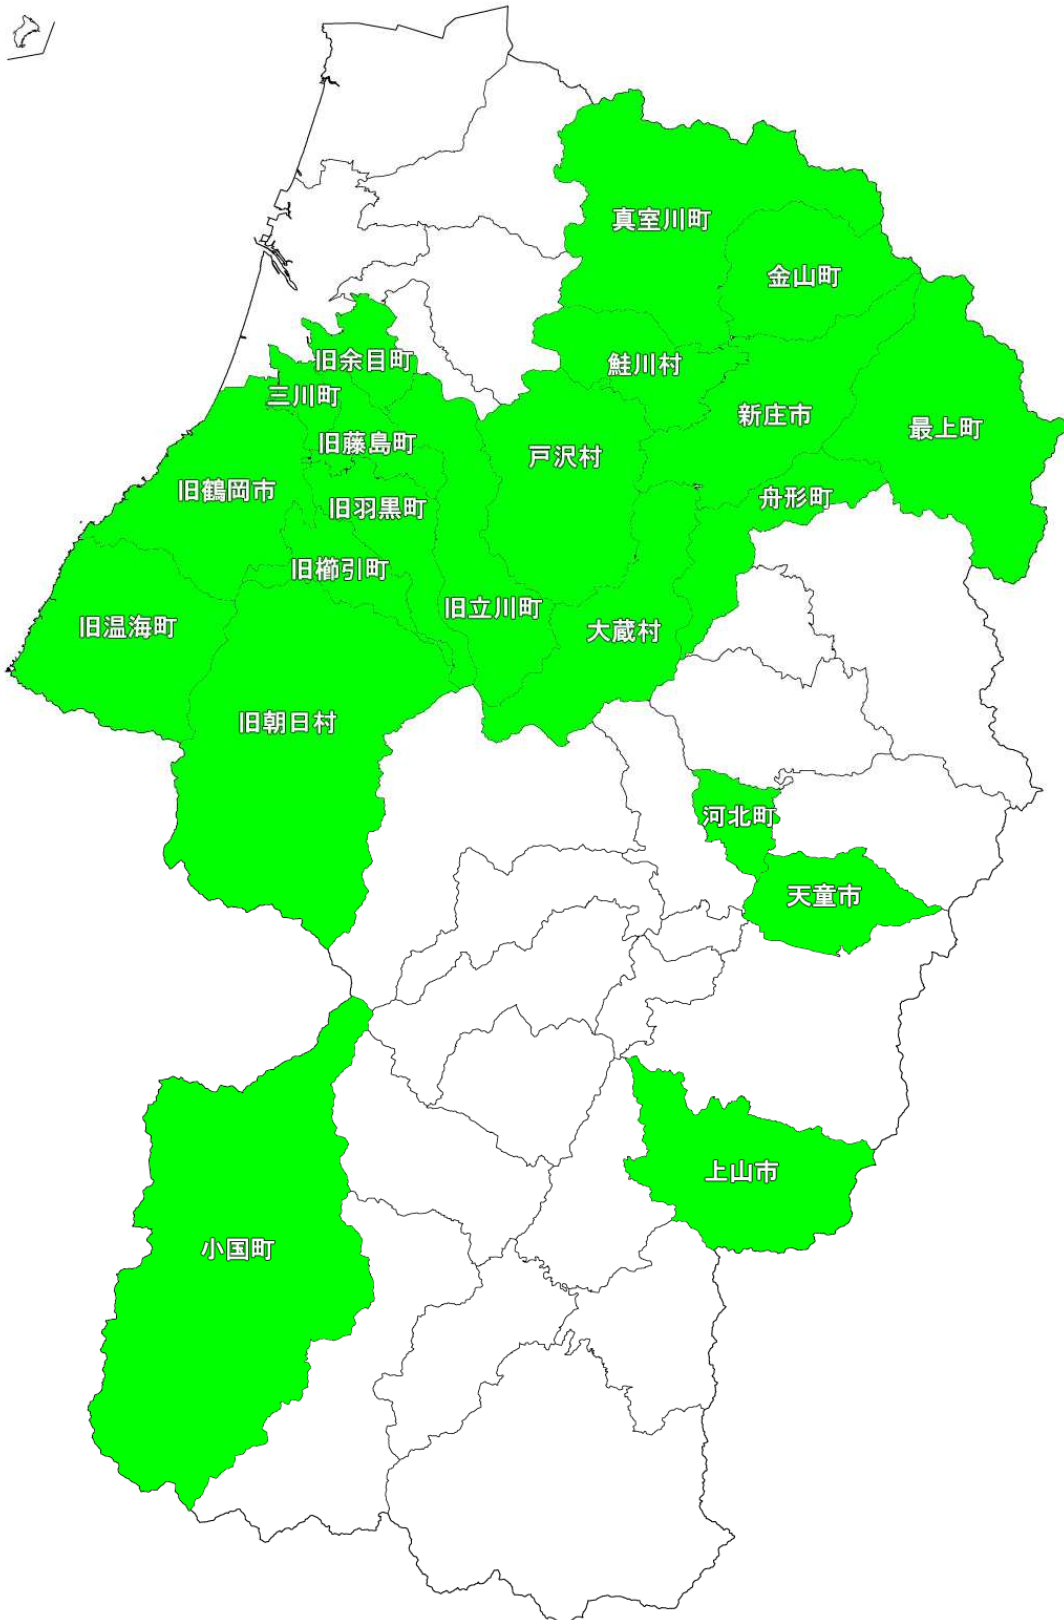 真室川町
金山町
旧余目町
鮭川村
三川町
新庄市
最上町
旧藤島町
戸沢村
旧鶴岡市
舟形町
旧羽黒町
旧櫛引町
旧立川町
旧温海町
大蔵村
旧朝日村
河北町
天童市
上山市
小国町